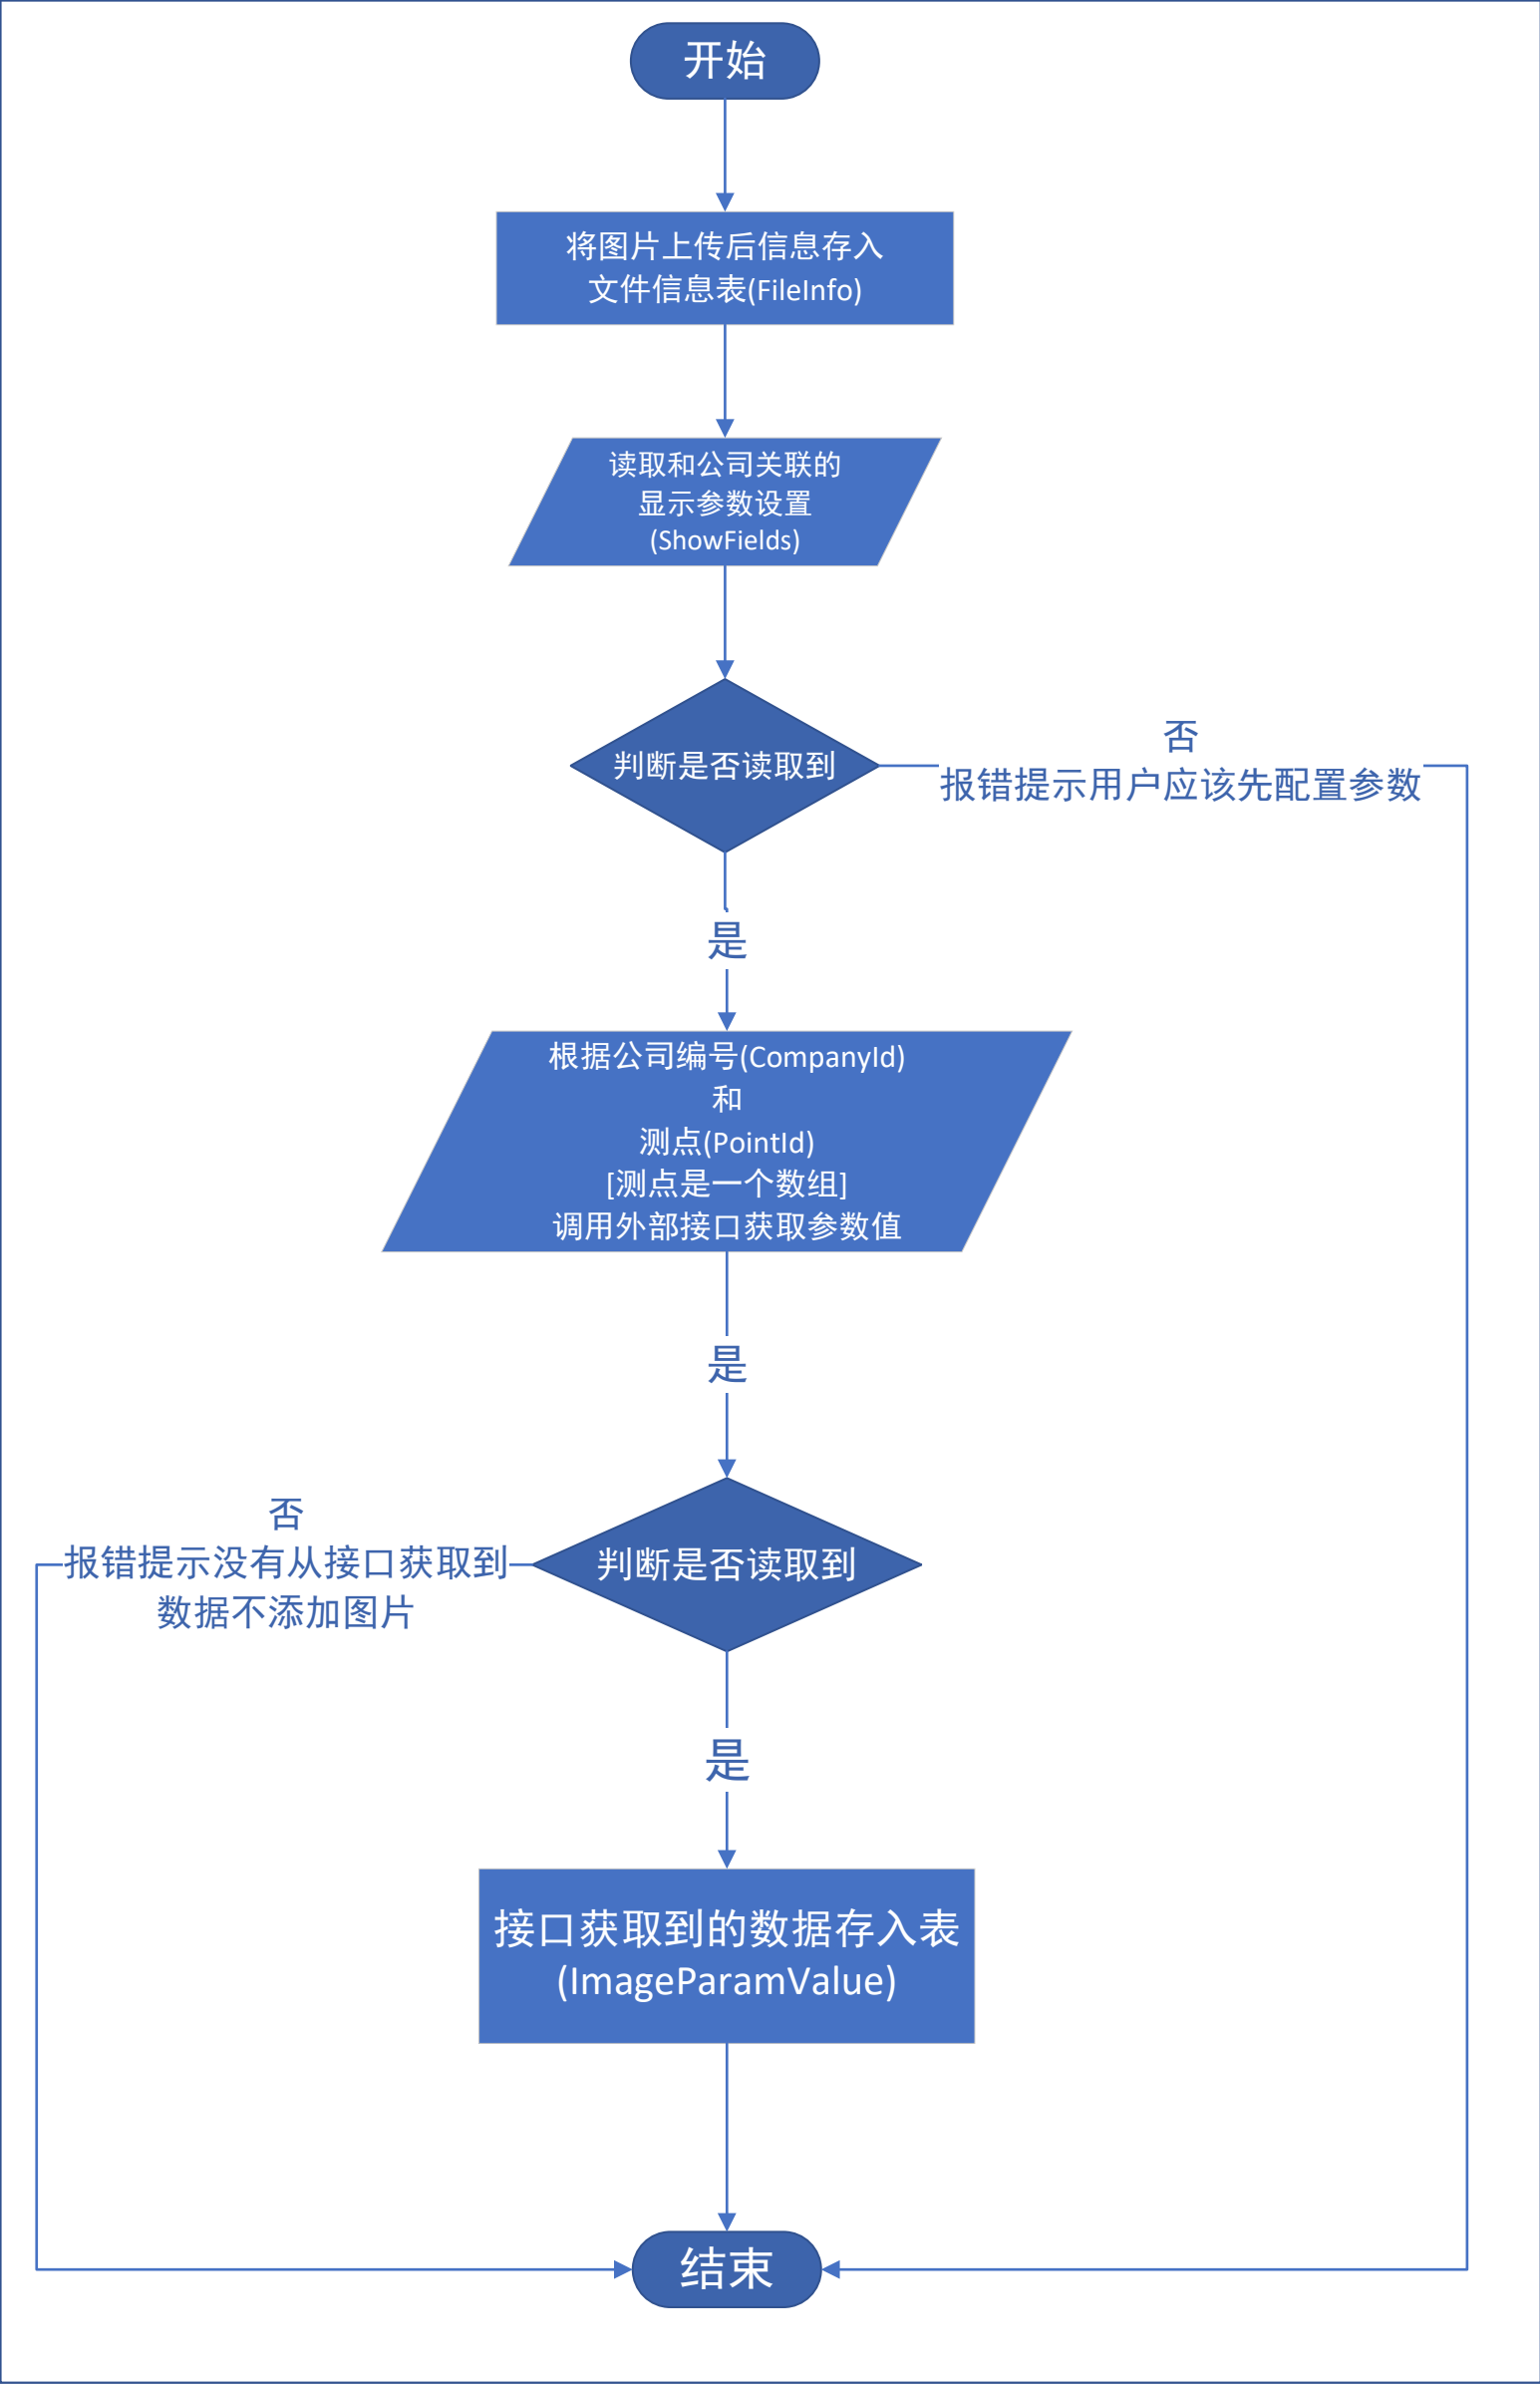 开始
将图片上传后信息存入
文件信息表(FileInfo)
读取和公司关联的
显示参数设置
(ShowFields)
判断是否读取到
否
报错提示用户应该先配置参数
是
根据公司编号(CompanyId)
和
测点(PointId)
[测点是一个数组]
调用外部接口获取参数值
是
判断是否读取到
否
报错提示没有从接口获取到
数据不添加图片
是
接口获取到的数据存入表
(ImageParamValue)
结束